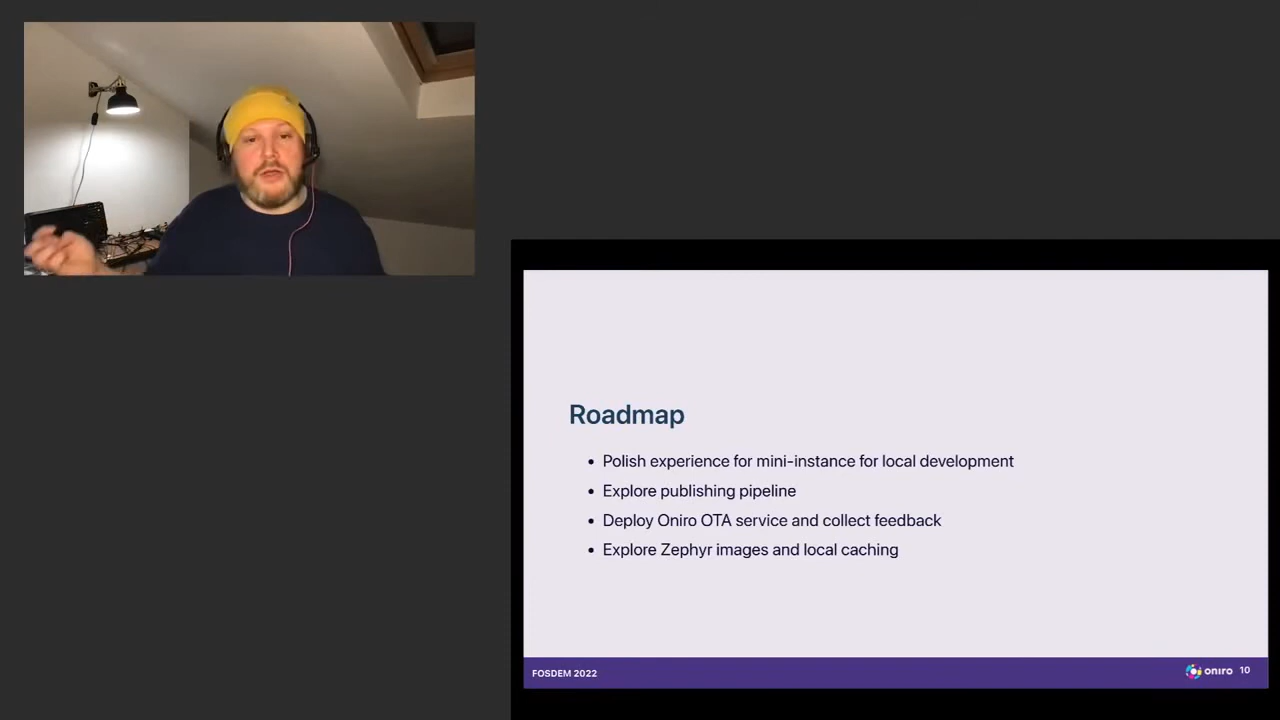 Roadmap
• Polish experience for mini-instance for local development
• Explore publishing pipeline
• Deploy Oniro OTA service and collect feedback
• Explore Zephyr images and local caching
FOSDEM 2022
oniro 10